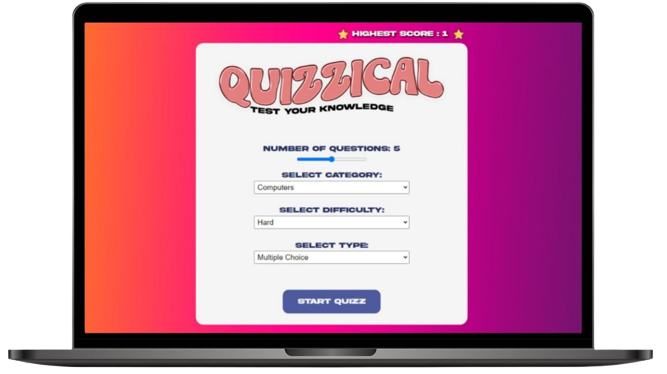 HIGHEST SCORE : 1
QUIZZICAL
TEST YOUR KNOWLEDGE
NUMBER OF QUESTIONS: 5
SELECT CATEGORY:
Computers
SELECT DIFFICULTY:
Hard
SELECT TYPE:
Multiple Choice
START QUIZZ